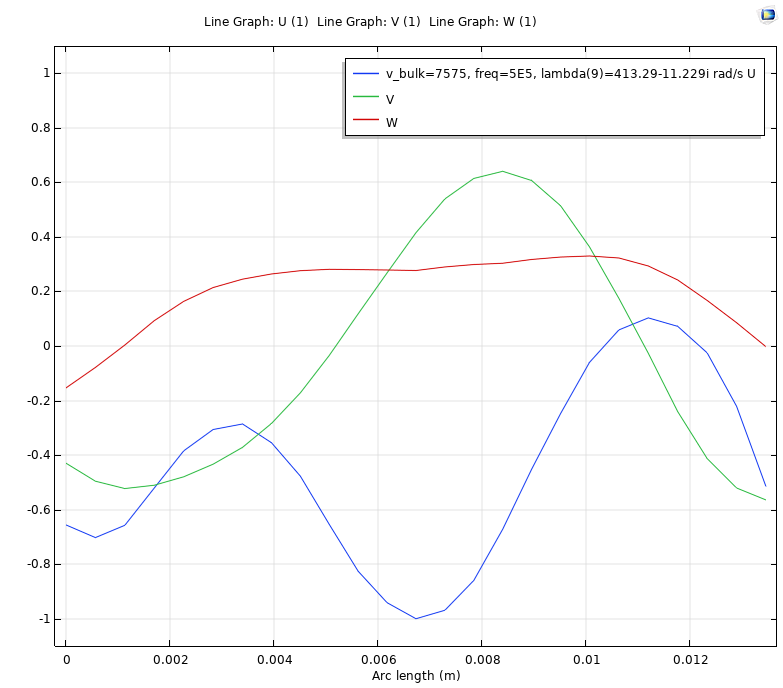 Line Graph: U (1)  Line Graph: V (1)  Line Graph: W (1)
v_bulk=7575, freq=5E5, lambda(9)=413.29-11.229i rad/s U
V
W
1
0.8
0.6
0.4
0.2
0
-0.2
-0.4
-0.6
-0.8
-1
0 0.002 0.004 0.006 0.008 0.01 0.012
Arc length (m)